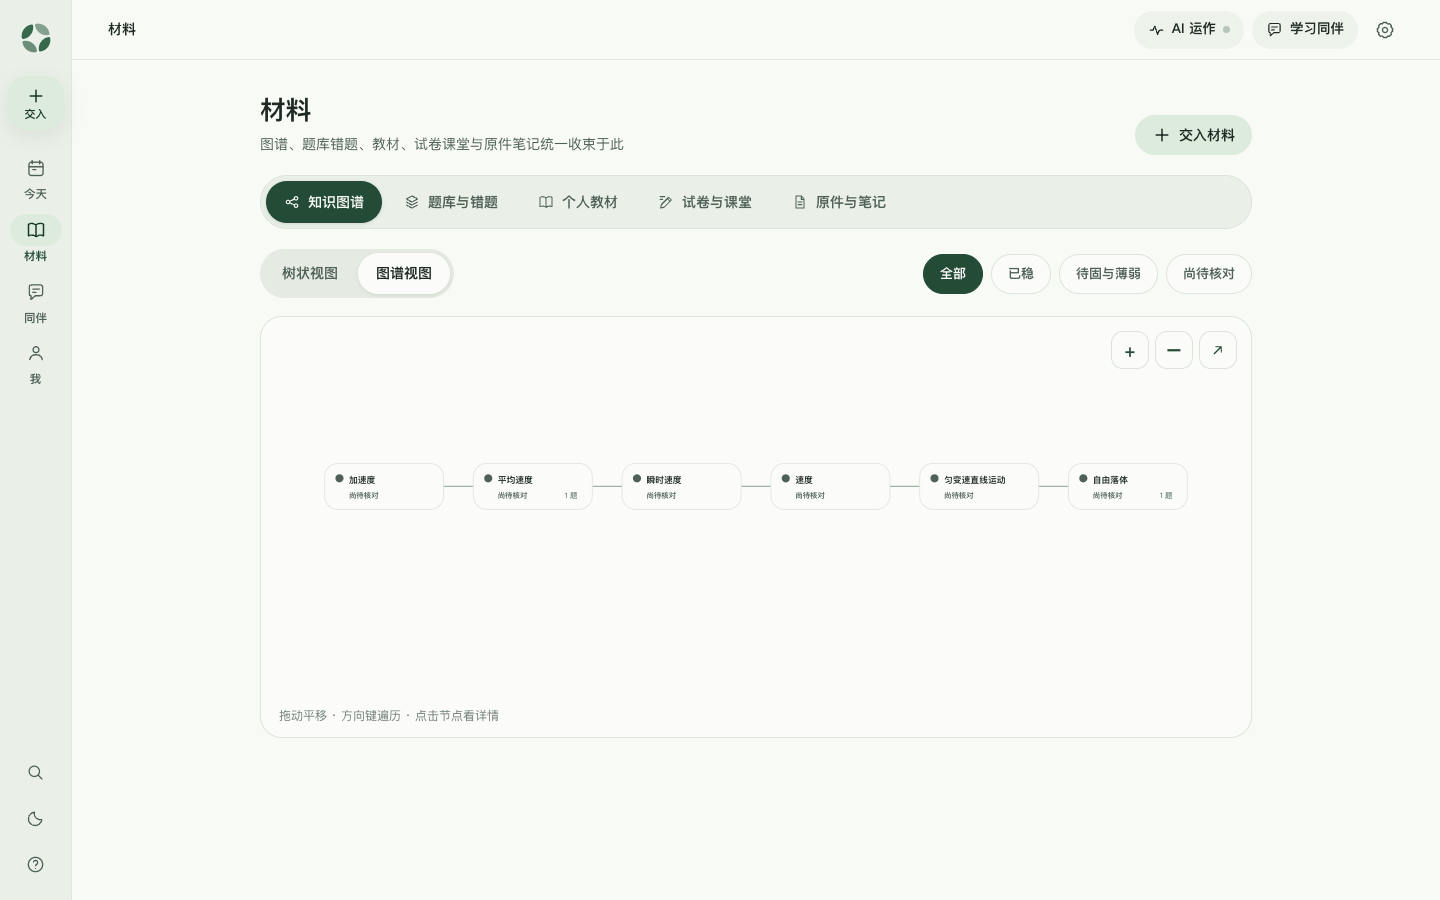 材料
AI 运作
学习同伴
交入
今天
材料
同伴
我
材料
图谱、题库错题、教材、试卷课堂与原件笔记统一收束于此
交入材料
知识图谱
题库与错题
个人教材
试卷与课堂
原件与笔记
树状视图
图谱视图
全部
已稳
待固与薄弱
尚待核对
加速度
尚待核对
平均速度
尚待核对
1 题
瞬时速度
尚待核对
速度
尚待核对
匀变速直线运动
尚待核对
自由落体
尚待核对
1 题
拖动平移 · 方向键遍历 · 点击节点看详情